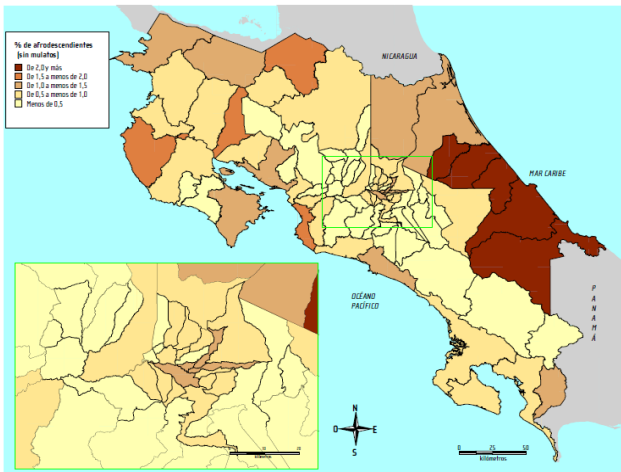 % de afrodescendientes
(sin mulatos)
De 2,0 y más
De 1,5 a menos de 2,0
De 1,0 a menos de 1,5
De 0,5 a menos de 1,0
Menos de 0,5
NICARAGUA
MAR CARIBE
OCÉANO
PACÍFICO
P
A
N
A
M
Á
N
O
E
S
0
50
kilómetros